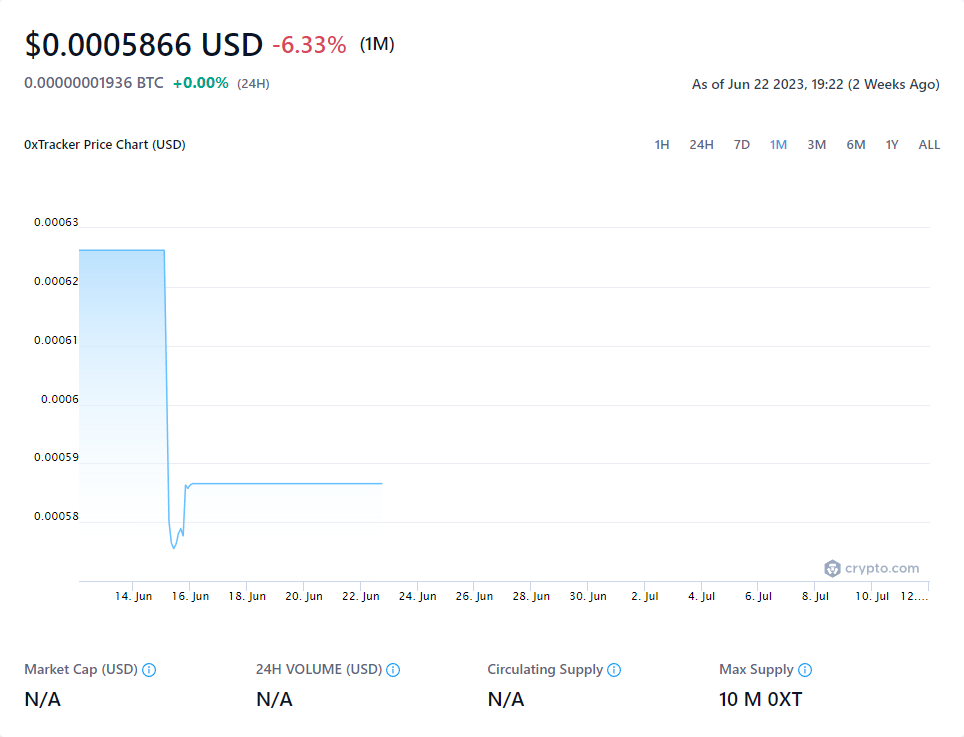 $0.0005866 USD -6.33% (1M)
0.00000001936 BTC +0.00% (24H)
As of Jun 22 2023, 19:22 (2 Weeks Ago)
0xTracker Price Chart (USD)
1H 24H 7D 1M 3M 6M 1Y ALL
0.00063
0.00062
0.00061
0.0006
0.00059
0.00058
crypto.com
14. Jun 16. Jun 18. Jun 20. Jun 22. Jun 24. Jun 26. Jun 28. Jun 30. Jun 2. Jul 4. Jul 6. Jul 8. Jul 10. Jul 12....
Market Cap (USD) 24H VOLUME (USD) Circulating Supply Max Supply
N/A N/A N/A 10 M 0XT